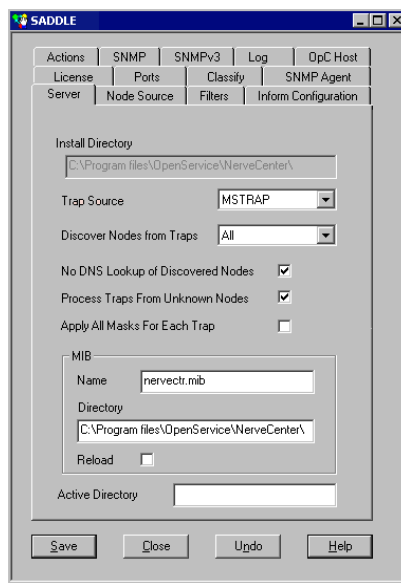 SADDLE
Actions SNMP SNMPv3 Log OpC Host
License Ports Classify SNMP Agent
Server Node Source Filters Inform Configuration
Install Directory
C:\Program files\OpenService\NerveCenter\
Trap Source MSTRAP
Discover Nodes from Traps All
No DNS Lookup of Discovered Nodes
Process Traps From Unknown Nodes
Apply All Masks For Each Trap
MIB
Name nervectr.mib
Directory
C:\Program files\OpenService\NerveCenter\
Reload
Active Directory
Save Close Undo Help